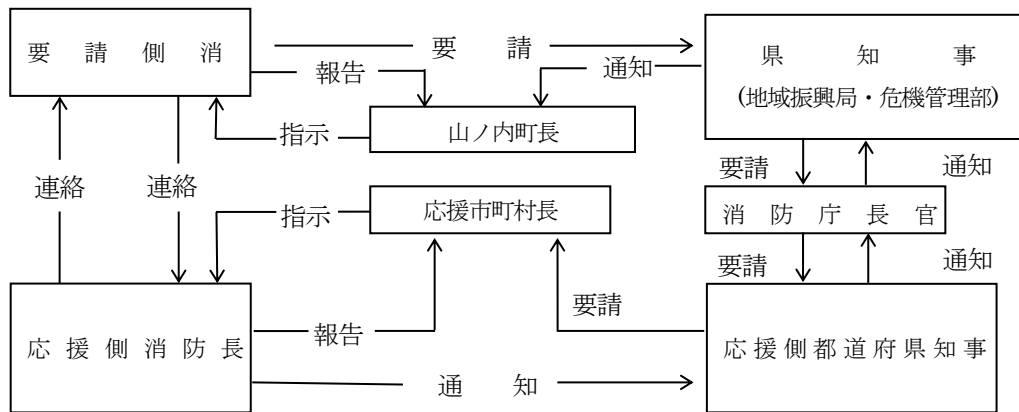 要請側消
要請
報告
通知
県知事
(地域振興局・危機管理部)
指示
山ノ内町長
連絡
連絡
要請
通知
指示
応援市町村長
消防庁長官
要請
通知
応援側消防長
報告
要請
応援側都道府県知事
通知